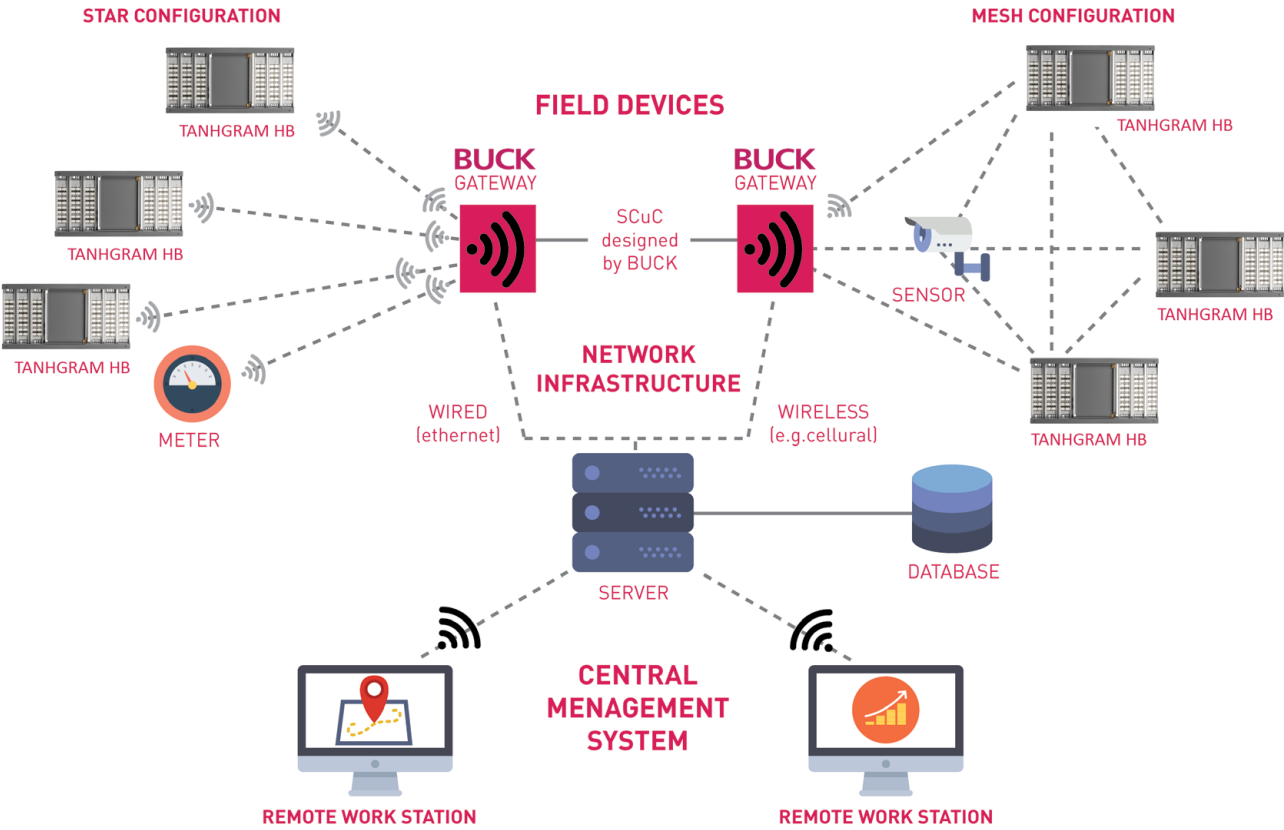 STAR CONFIGURATION
MESH CONFIGURATION
TANHGRAM HB
FIELD DEVICES
TANHGRAM HB
BUCK
GATEWAY
BUCK
GATEWAY
TANHGRAM HB
SCuC
designed
by BUCK
SENSOR
TANHGRAM HB
TANHGRAM HB
NETWORK
INFRASTRUCTURE
METER
WIRED
(ethernet)
WIRELESS
(e.g.cellural)
TANHGRAM HB
SERVER
DATABASE
CENTRAL
MENAGEMENT
SYSTEM
REMOTE WORK STATION
REMOTE WORK STATION